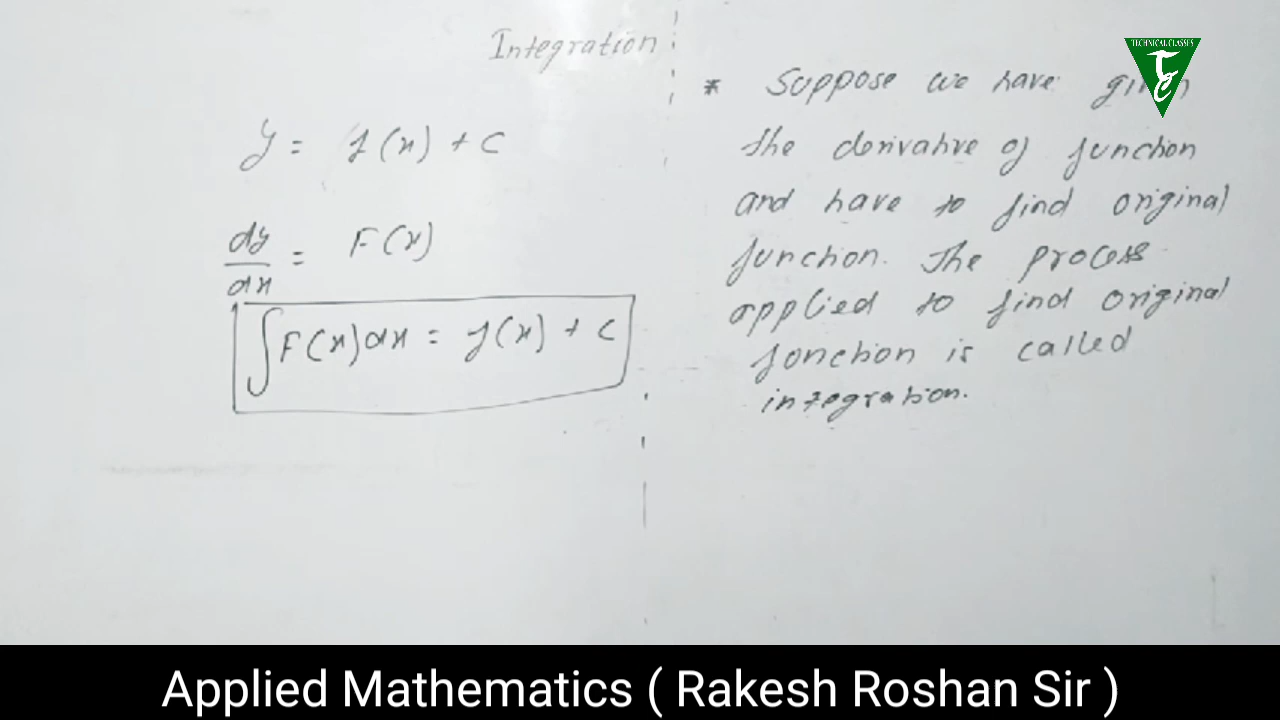 Integration
y = f(x) + c
dy/dx = F(x)
∫F(x)dx = f(x) + c
* Suppose we have given
the derivative of function
and have to find original
function. The process
applied to find original
function is called
integration.
TECHNICAL CLASSES
Applied Mathematics ( Rakesh Roshan Sir )